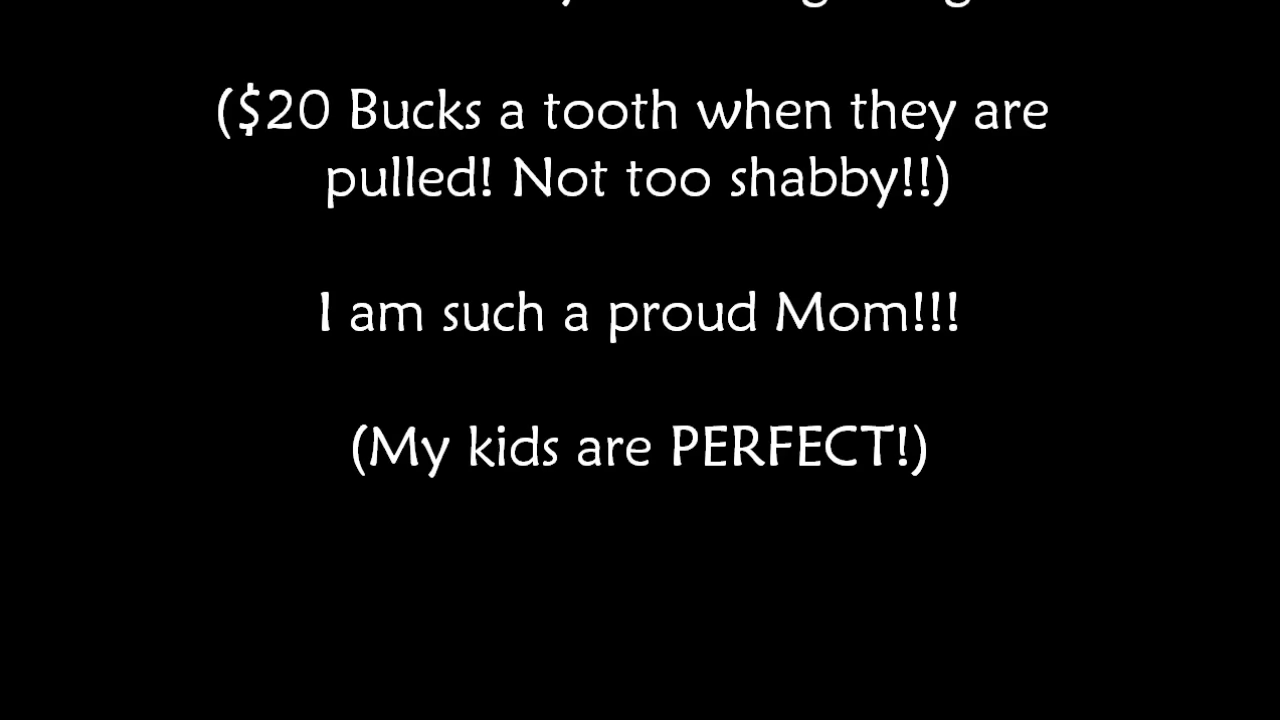 ($20 Bucks a tooth when they are
pulled! Not too shabby!!)
I am such a proud Mom!!!
(My kids are PERFECT!)